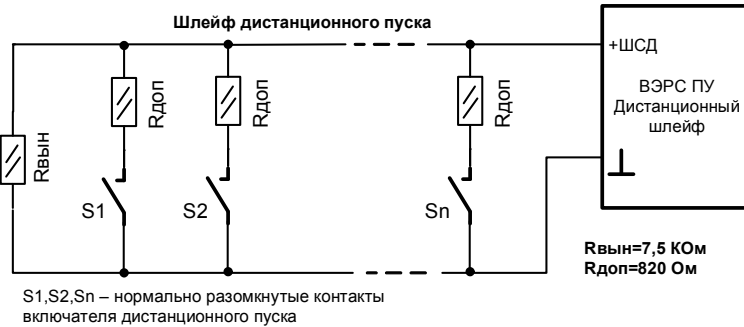 Шлейф дистанционного пуска
+ШСД
ВЭРС ПУ
Дистанционный
шлейф
Rвын
Rдоп
Rдоп
Rдоп
S1
S2
Sn
Rвын=7,5 КОм
Rдоп=820 Ом
S1,S2,Sn – нормально разомкнутые контакты
включателя дистанционного пуска